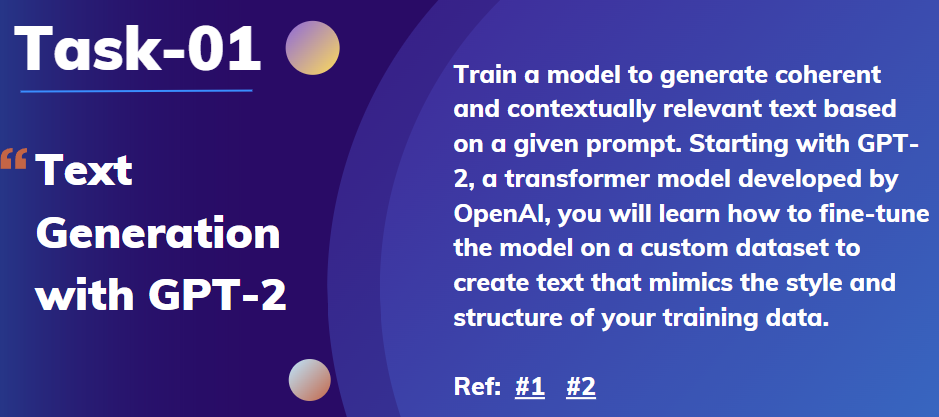 Task-01
“ Text
Generation
with GPT-2
Train a model to generate coherent
and contextually relevant text based
on a given prompt. Starting with GPT-
2, a transformer model developed by
OpenAI, you will learn how to fine-tune
the model on a custom dataset to
create text that mimics the style and
structure of your training data.
Ref: #1 #2